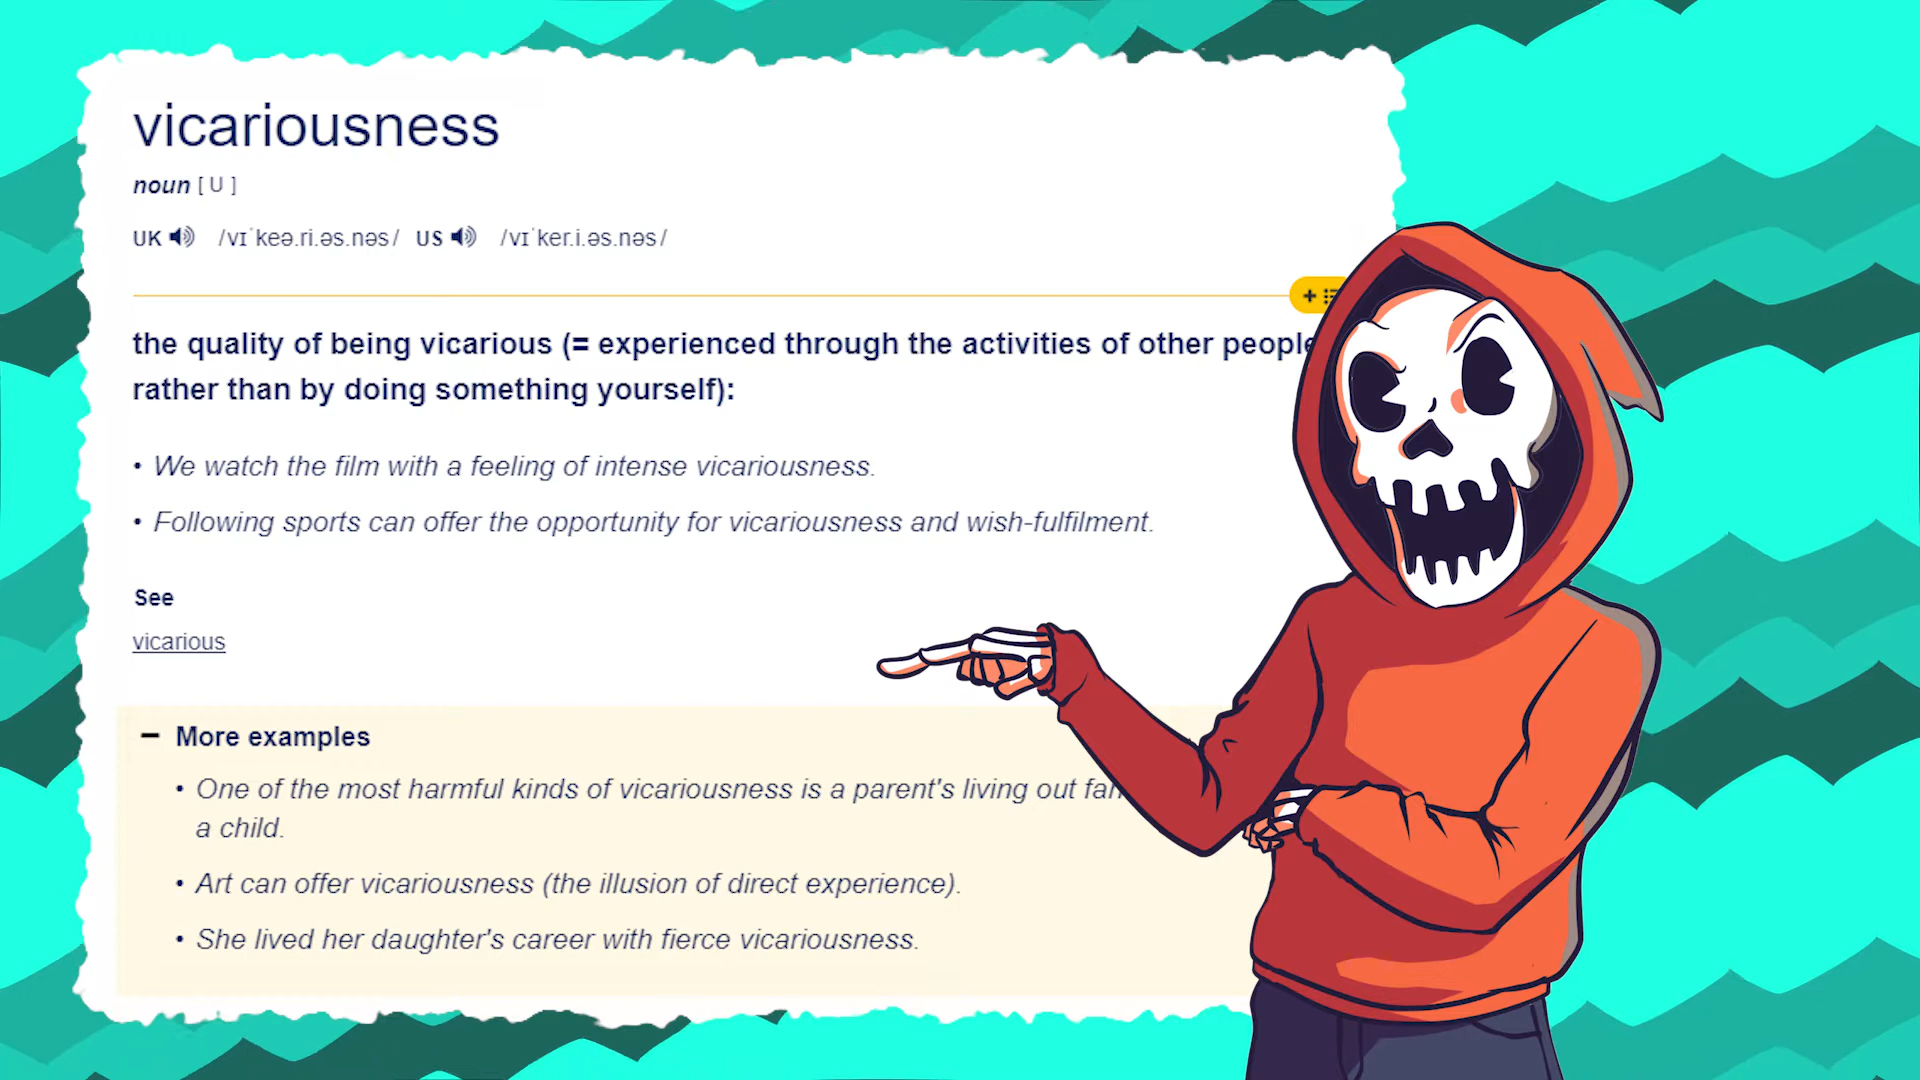 vicariousness
noun [ U ]
UK /vɪˈkeə.ri.əs.nəs/ US /vɪˈker.i.əs.nəs/
the quality of being vicarious (= experienced through the activities of other people
rather than by doing something yourself):
• We watch the film with a feeling of intense vicariousness.
• Following sports can offer the opportunity for vicariousness and wish-fulfilment.
See
vicarious
– More examples
• One of the most harmful kinds of vicariousness is a parent's living out
a child.
• Art can offer vicariousness (the illusion of direct experience).
• She lived her daughter's career with fierce vicariousness.